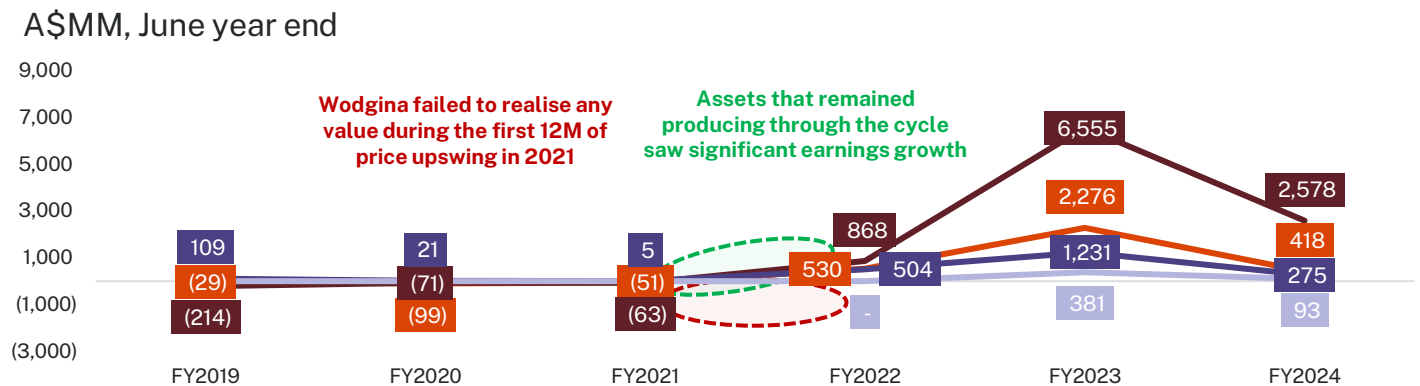 A$MM, June year end
9,000
7,000
5,000
3,000
1,000
(1,000)
(3,000)
Wodgina failed to realise any
value during the first 12M of
price upswing in 2021
Assets that remained
producing through the cycle
saw significant earnings growth
109
(29)
(214)
21
(71)
(99)
5
(51)
(63)
868
530
504
-
6,555
2,276
1,231
381
2,578
418
275
93
FY2019
FY2020
FY2021
FY2022
FY2023
FY2024